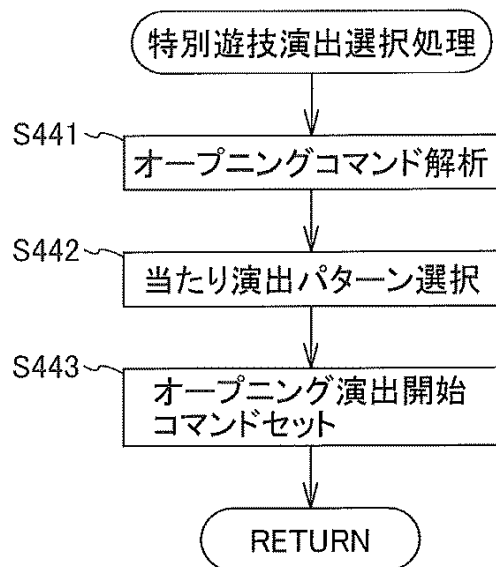 特別遊技演出選択処理
S441
オープニングコマンド解析
S442
当たり演出パターン選択
S443
オープニング演出開始
コマンドセット
RETURN